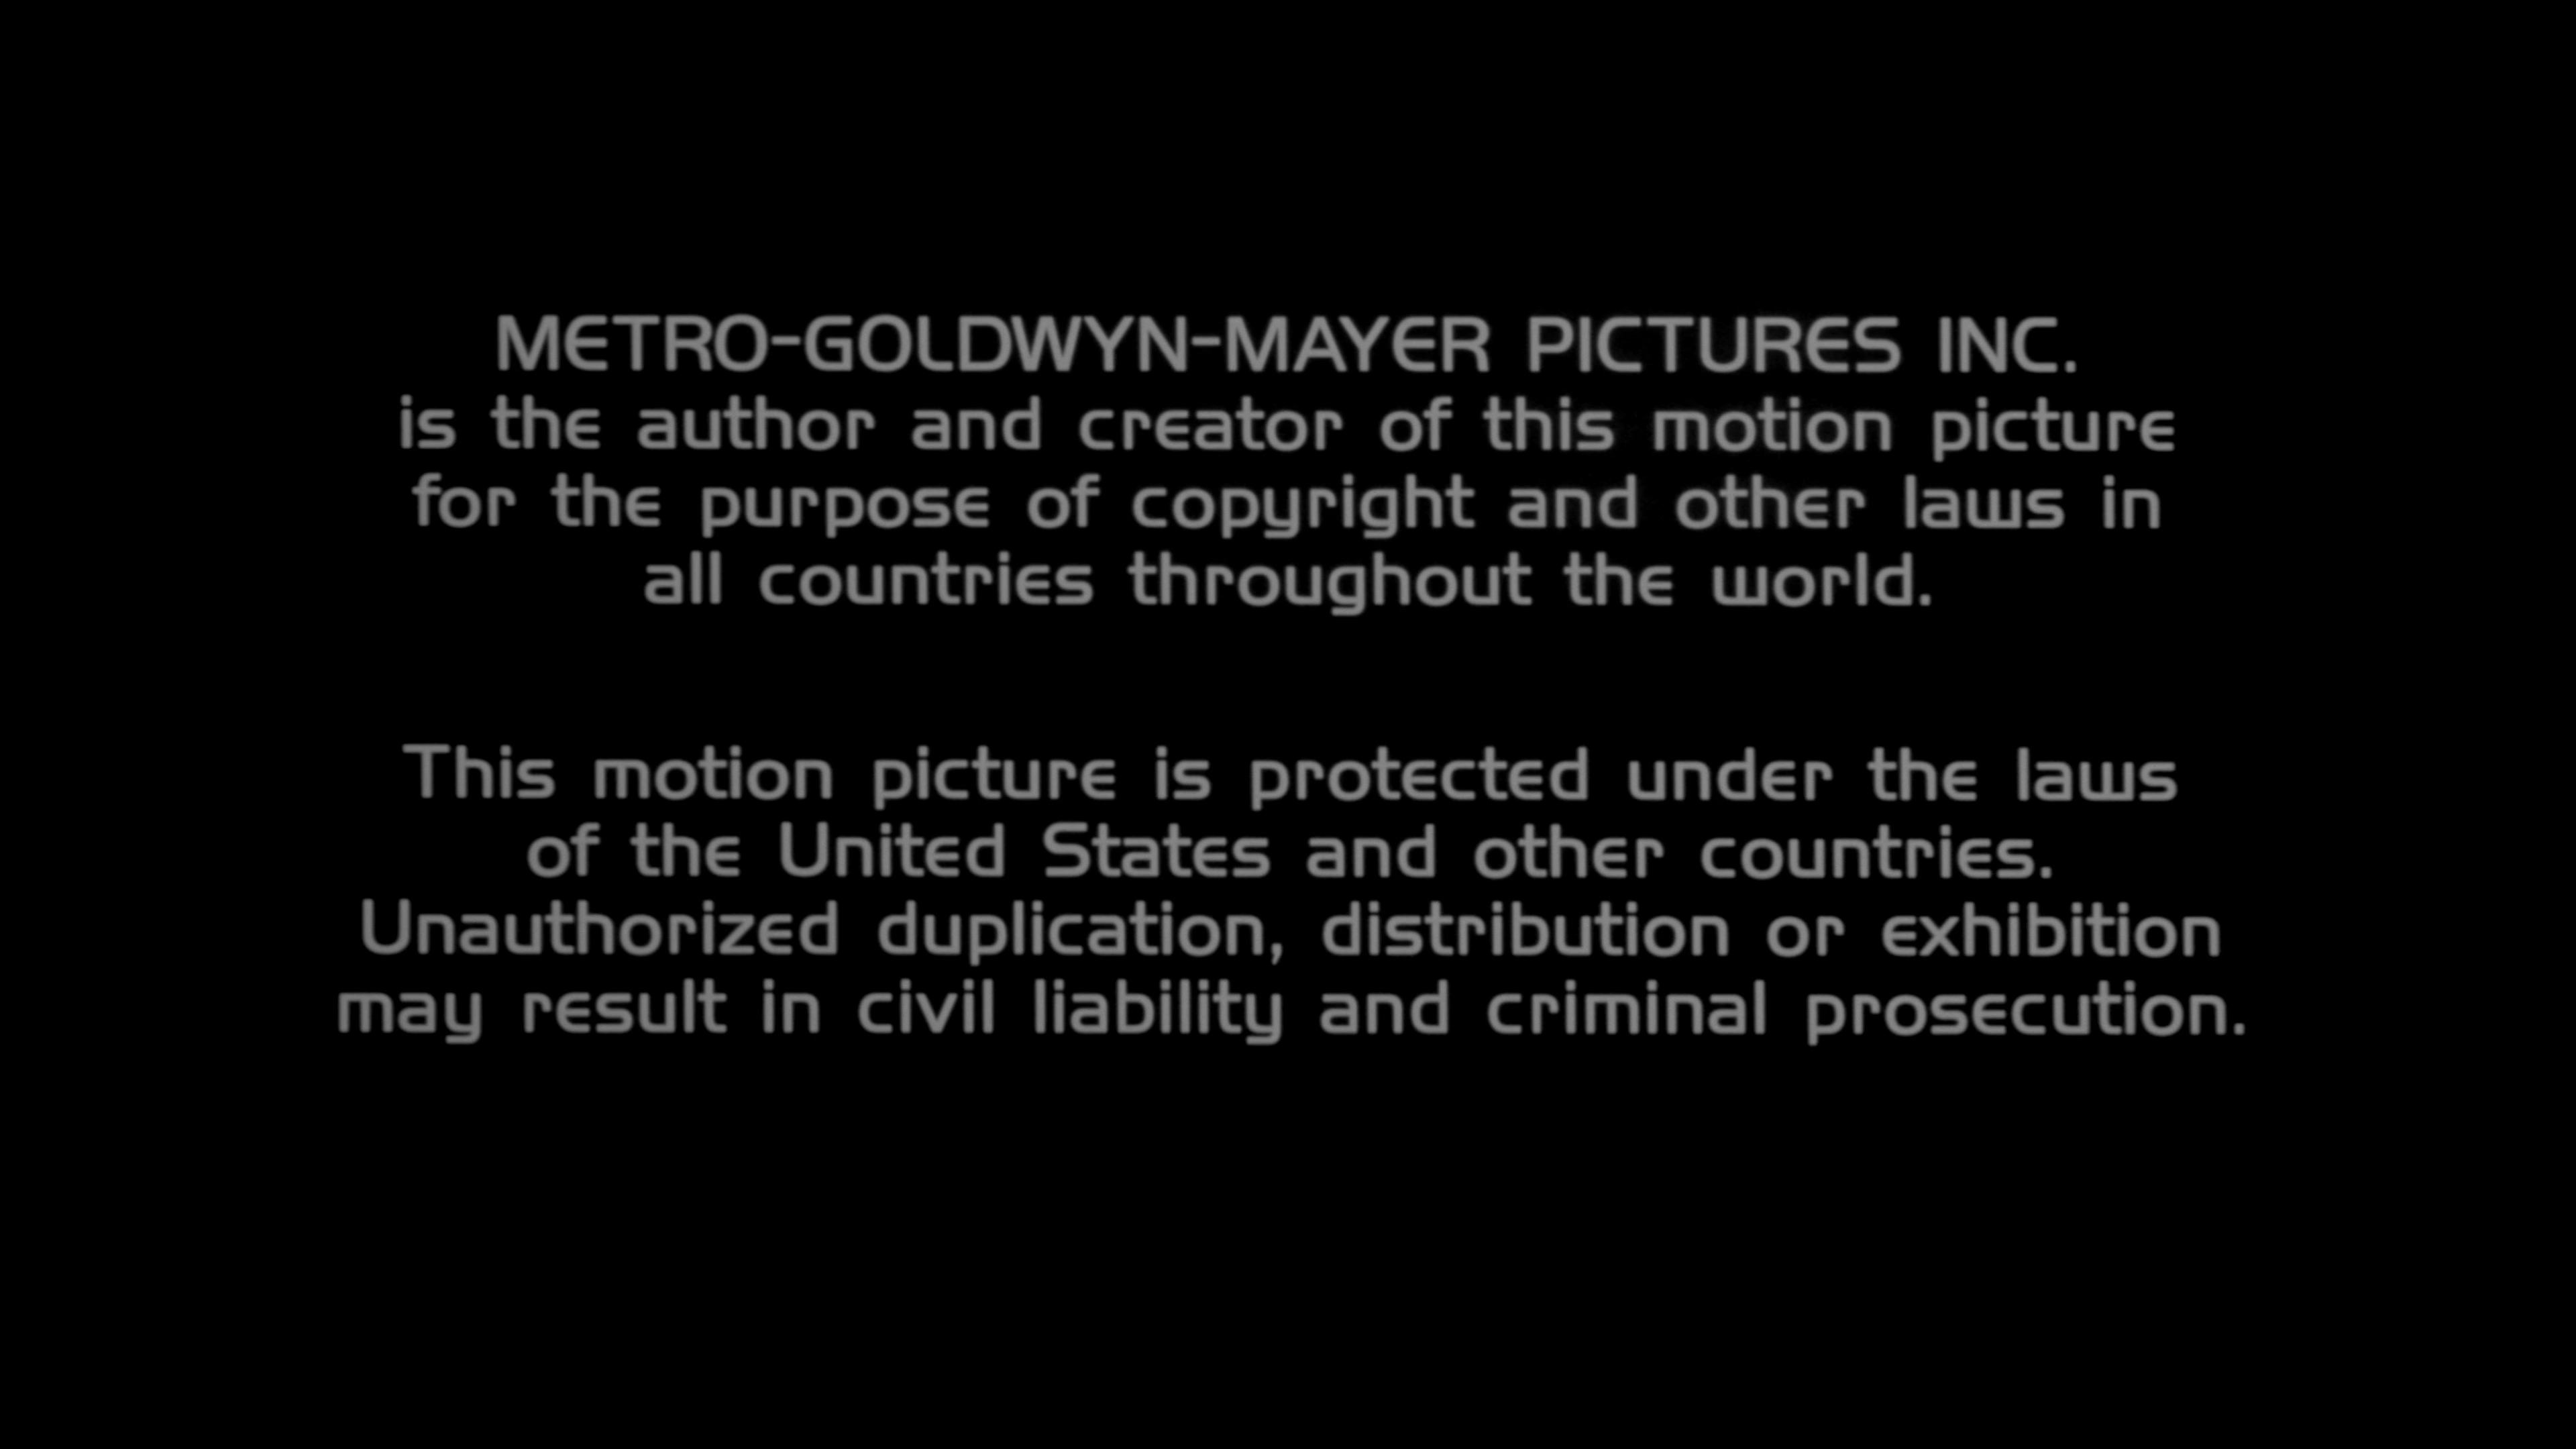 METRO-GOLDWYN-MAYER PICTURES INC.
is the author and creator of this motion picture
for the purpose of copyright and other laws in
all countries throughout the world.
This motion picture is protected under the laws
of the United States and other countries.
Unauthorized duplication, distribution or exhibition
may result in civil liability and criminal prosecution.